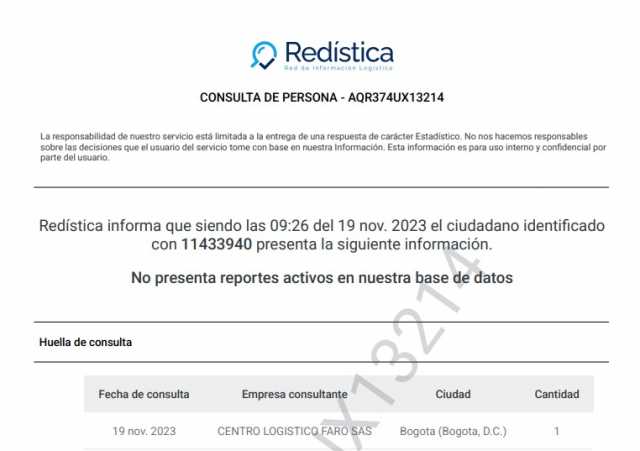 Redística
Red de Información Logística
CONSULTA DE PERSONA - AQR374UX13214
La responsabilidad de nuestro servicio está limitada a la entrega de una respuesta de carácter Estadístico. No nos hacemos responsables
sobre las decisiones que el usuario del servicio tome con base en nuestra Información. Esta información es para uso interno y confidencial por
parte del usuario.
Redística informa que siendo las 09:26 del 19 nov. 2023 el ciudadano identificado
con 11433940 presenta la siguiente información.
No presenta reportes activos en nuestra base de datos
Huella de consulta
Fecha de consulta Empresa consultante Ciudad Cantidad
19 nov. 2023 CENTRO LOGISTICO FARO SAS Bogota (Bogota, D.C.) 1
UX13214